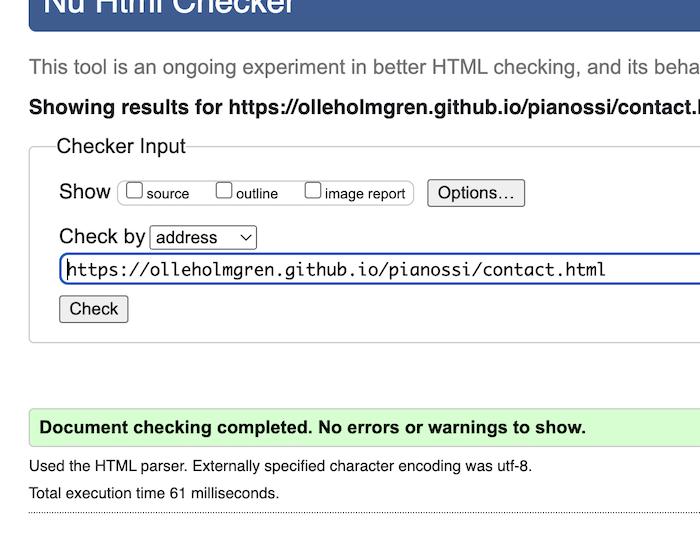 Nu Html Checker
This tool is an ongoing experiment in better HTML checking, and its beha
Showing results for https://olleholmgren.github.io/pianossi/contact.
Checker Input
Show source outline image report Options…
Check by address
https://olleholmgren.github.io/pianossi/contact.html
Check
Document checking completed. No errors or warnings to show.
Used the HTML parser. Externally specified character encoding was utf-8.
Total execution time 61 milliseconds.